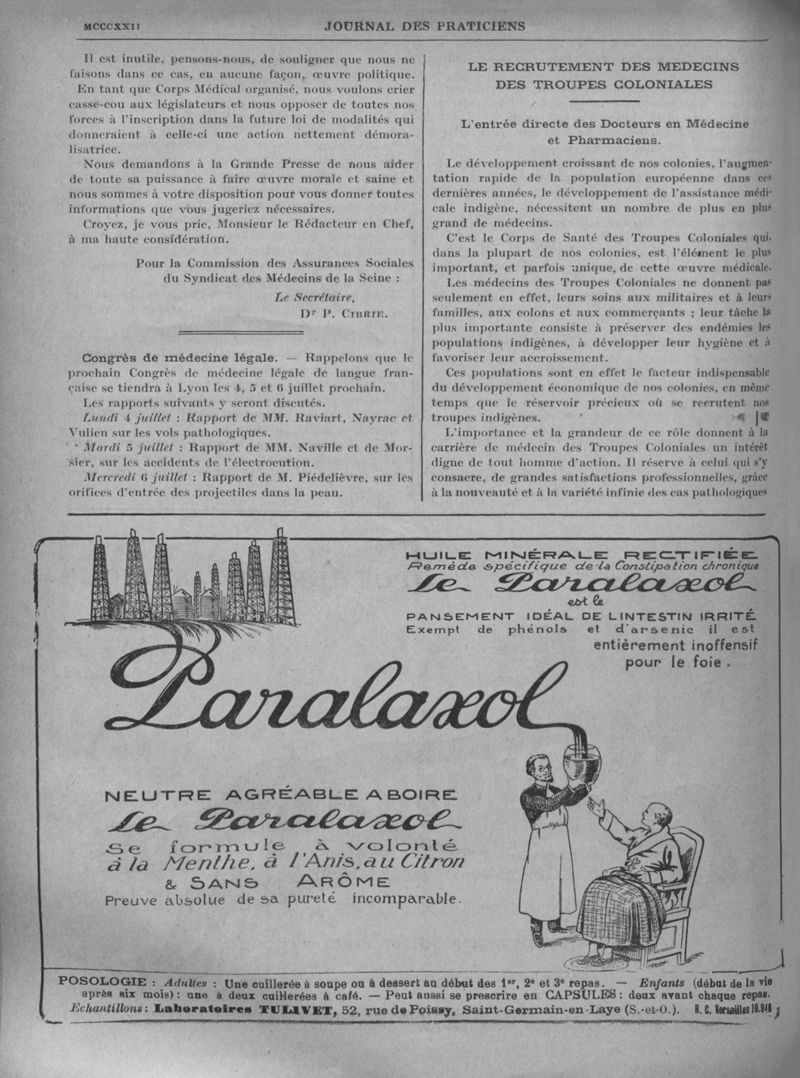 MCCCXXII
JOURNAL DES PRATICIENS
Il est inutile, pensons-nous, de souligner que nous ne
faisons dans ce cas, en aucune façon, œuvre politique.
En tant que Corps Médical organisé, nous voulons crier
casse-cou aux législateurs et nous opposer de toutes nos
forces à l'inscription dans la future loi de modalités qui
donneraient à celle-ci une action nettement démora-
lisatrice.
Nous demandons à la Grande Presse de nous aider
de toute sa puissance à faire œuvre morale et saine et
nous sommes à votre disposition pour vous donner toutes
informations que vous jugeriez nécessaires.
Croyez, je vous prie, Monsieur le Rédacteur en Chef,
à ma haute considération.
Pour la Commission des Assurances Sociales
du Syndicat des Médecins de la Seine :
Le Secrétaire,
Dr P. CIBRIE.
Congrès de médecine légale. — Rappelons que le
prochain Congrès de médecine légale de langue fran-
çaise se tiendra à Lyon les 4, 5 et 6 juillet prochain.
Les rapports suivants y seront discutés.
Lundi 4 juillet : Rapport de MM. Raviart, Nayrac et
Vulien sur les vols pathologiques.
Mardi 5 juillet : Rapport de MM. Naville et de Mor-
sier, sur les accidents de l'électrocution.
Mercredi 6 juillet : Rapport de M. Piédelièvre, sur les
orifices d'entrée des projectiles dans la peau.
LE RECRUTEMENT DES MEDECINS
DES TROUPES COLONIALES
L'entrée directe des Docteurs en Médecine
et Pharmaciens.
Le développement croissant de nos colonies, l'augmen-
tation rapide de la population européenne dans ces
dernières années, le développement de l'assistance médi-
cale indigène, nécessitent un nombre de plus en plus
grand de médecins.
C'est le Corps de Santé des Troupes Coloniales qui,
dans la plupart de nos colonies, est l'élément le plus
important, et parfois unique, de cette œuvre médicale.
Les médecins des Troupes Coloniales ne donnent pas
seulement en effet, leurs soins aux militaires et à leurs
familles, aux colons et aux commerçants ; leur tâche la
plus importante consiste à préserver des endémies les
populations indigènes, à développer leur hygiène et à
favoriser leur accroissement.
Ces populations sont en effet le facteur indispensable
du développement économique de nos colonies, en même
temps que le réservoir précieux où se recrutent nos
troupes indigènes.
L'importance et la grandeur de ce rôle donnent à la
carrière de médecin des Troupes Coloniales un intérêt
digne de tout homme d'action. Il réserve à celui qui s'y
consacre, de grandes satisfactions professionnelles, grâce
à la nouveauté et à la variété infinie des cas pathologiques
HUILE MINÉRALE RECTIFIÉE
Remède spécifique de la Constipation chronique
Le Paralaxol
est le
PANSEMENT IDÉAL DE L'INTESTIN IRRITÉ
Exempt de phénols et d'arsenic il est
entièrement inoffensif
pour le foie.
Paralaxol
NEUTRE AGRÉABLE A BOIRE
Le Paralaxol
Se formule à volonté
à la Menthe, à l'Anis, au Citron
& SANS ARÔME
Preuve absolue de sa pureté incomparable.
POSOLOGIE : Adultes : Une cuillerée à soupe ou à dessert au début des 1er, 2e et 3e repas. — Enfants (début de la vie
après six mois) : une à deux cuillerées à café. — Peut aussi se prescrire en CAPSULES : deux avant chaque repas.
Echantillons : Laboratoires TULIVET, 52, rue de Poissy, Saint-Germain-en-Laye (S.-et-O.). R. C. Versailles 10.948